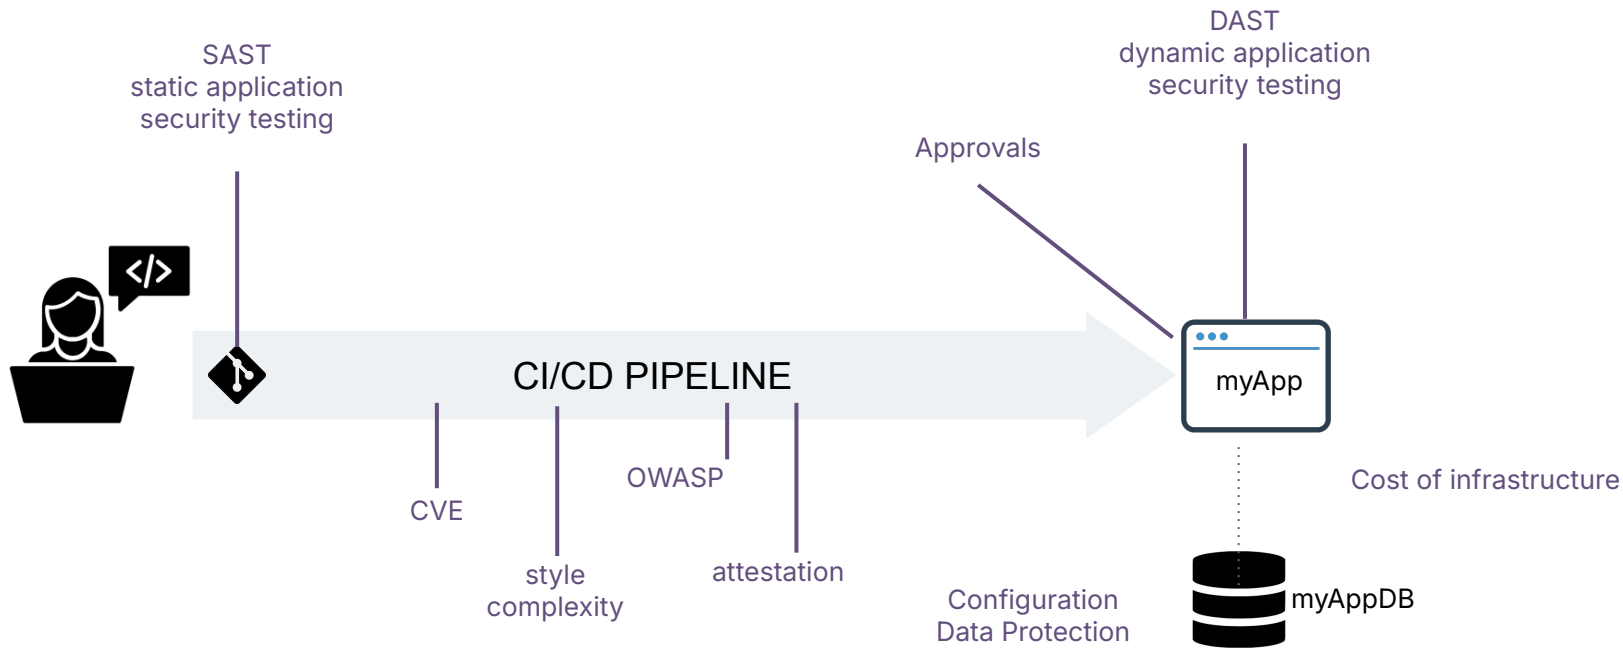 DAST
dynamic application
security testing
SAST
static application
security testing
Approvals
</>
CI/CD PIPELINE
myApp
OWASP
Cost of infrastructure
CVE
style
complexity
attestation
Configuration
Data Protection
myAppDB